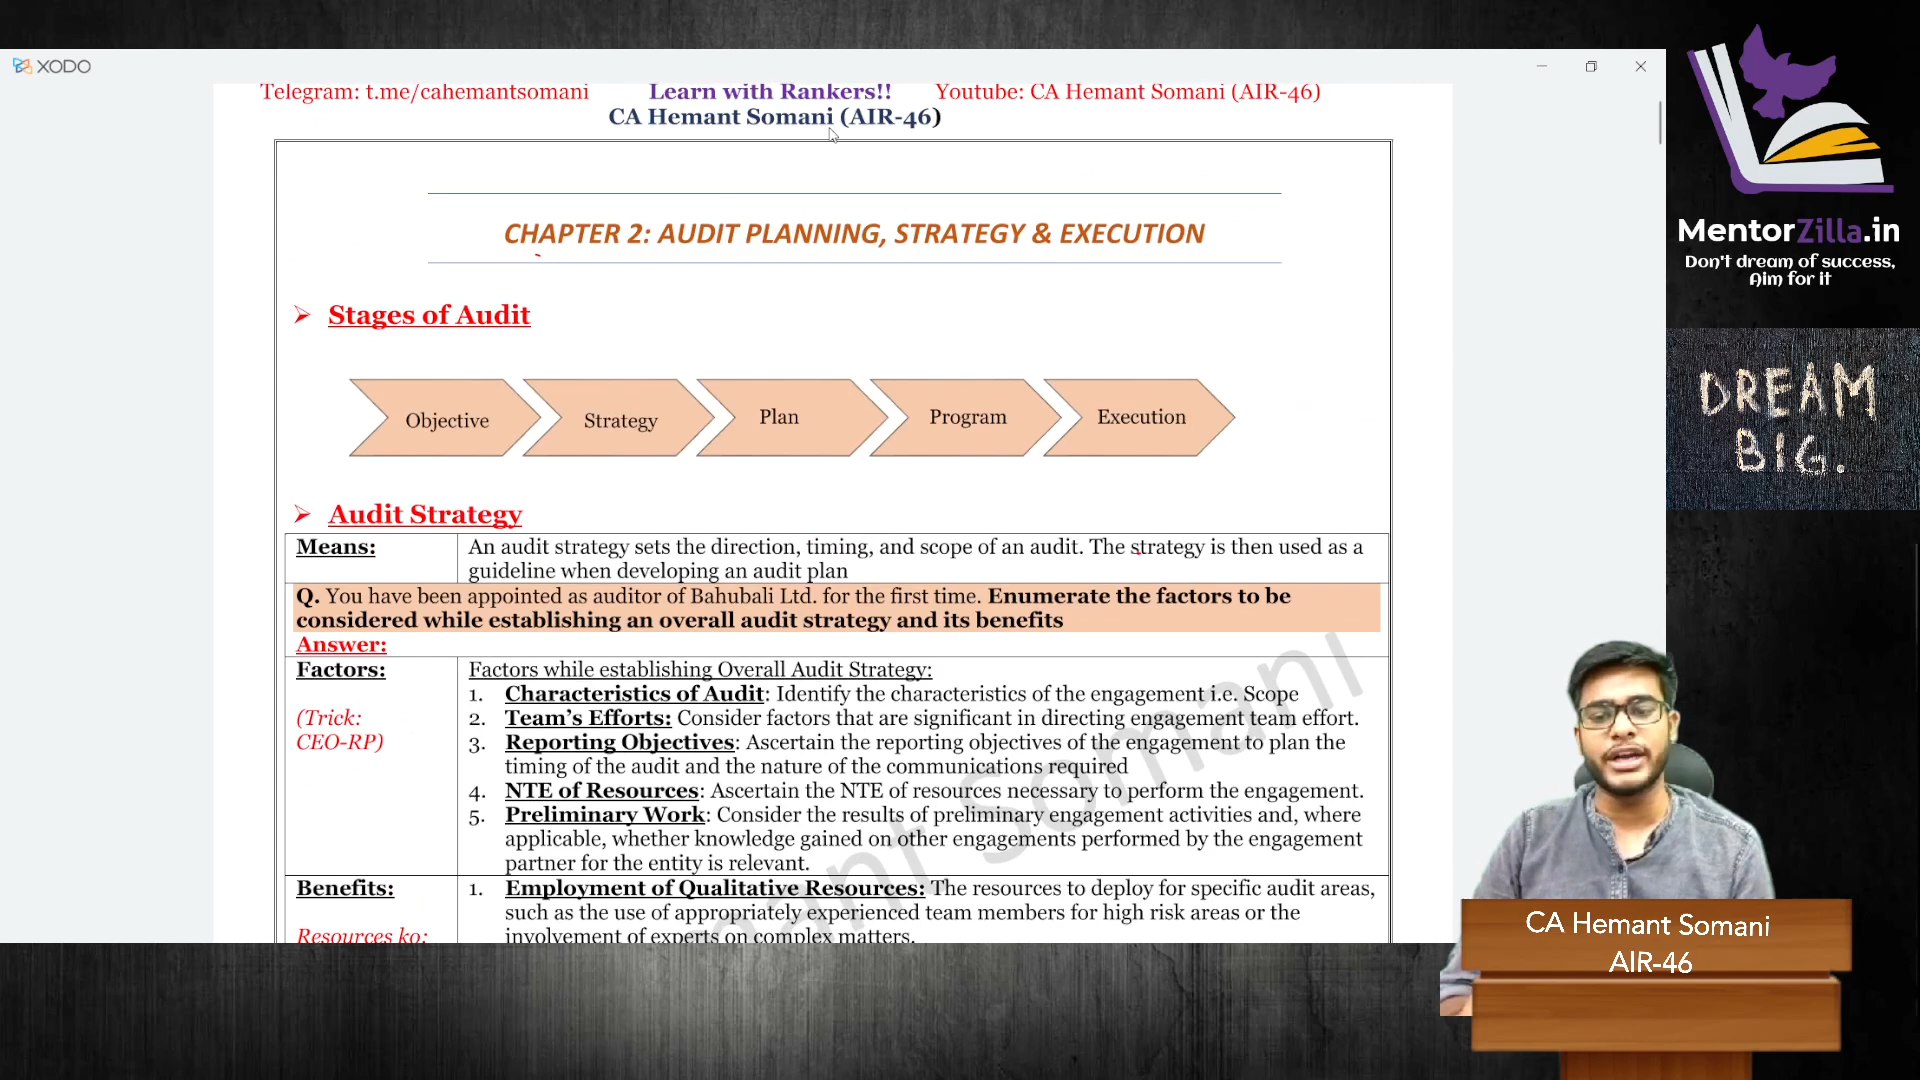 XODO
Telegram: t.me/cahemantsomani Learn with Rankers!! Youtube: CA Hemant Somani (AIR-46)
CA Hemant Somani (AIR-46)
CHAPTER 2: AUDIT PLANNING, STRATEGY & EXECUTION
Stages of Audit
Objective Strategy Plan Program Execution
Audit Strategy
Means: An audit strategy sets the direction, timing, and scope of an audit. The strategy is then used as a
guideline when developing an audit plan
Q. You have been appointed as auditor of Bahubali Ltd. for the first time. Enumerate the factors to be
considered while establishing an overall audit strategy and its benefits
Answer:
Factors: Factors while establishing Overall Audit Strategy:
1. Characteristics of Audit: Identify the characteristics of the engagement i.e. Scope
(Trick: 2. Team's Efforts: Consider factors that are significant in directing engagement team effort.
CEO-RP) 3. Reporting Objectives: Ascertain the reporting objectives of the engagement to plan the
timing of the audit and the nature of the communications required
4. NTE of Resources: Ascertain the NTE of resources necessary to perform the engagement.
5. Preliminary Work: Consider the results of preliminary engagement activities and, where
applicable, whether knowledge gained on other engagements performed by the engagement
partner for the entity is relevant.
Benefits: 1. Employment of Qualitative Resources: The resources to deploy for specific audit areas,
such as the use of appropriately experienced team members for high risk areas or the
Resources ko: involvement of experts on complex matters.
mant Somani
MentorZilla.in
Don't dream of success,
Aim for it
DREAM
BIG.
CA Hemant Somani
AIR-46